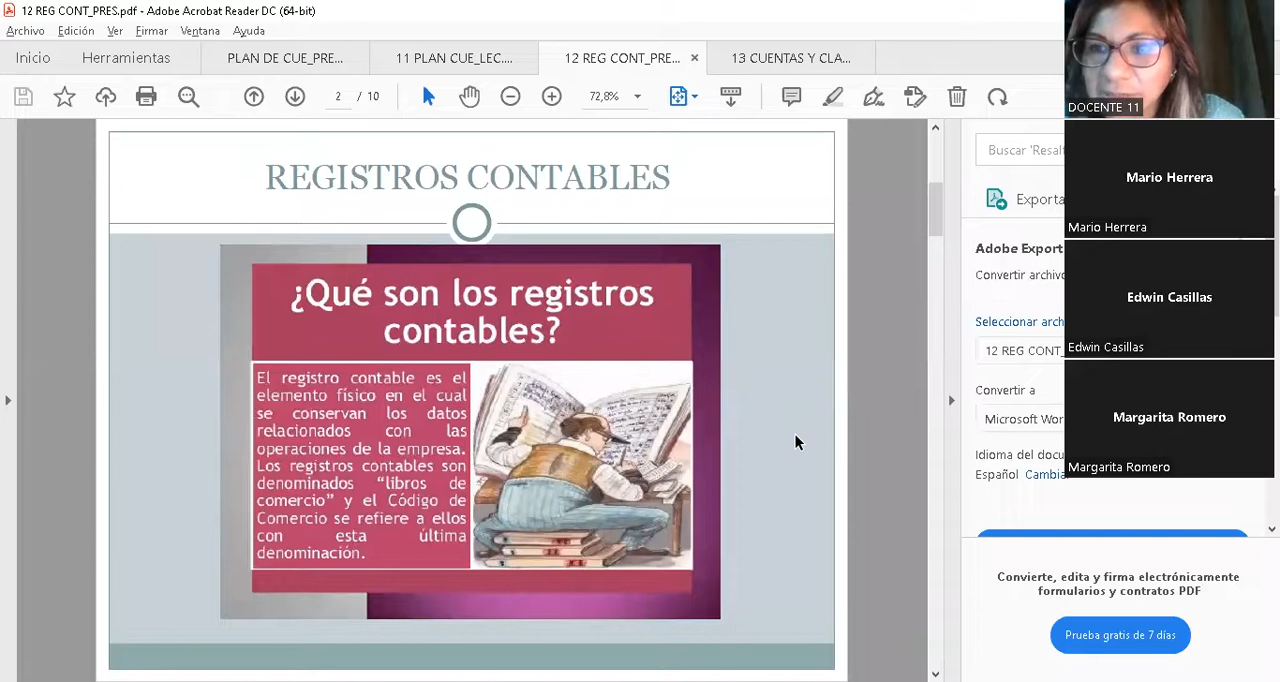 12 REG CONT_PRES.pdf - Adobe Acrobat Reader DC (64-bit)
Archivo Edición Ver Firmar Ventana Ayuda
Inicio Herramientas PLAN DE CUE_PRE... 11 PLAN CUE_LEC.... 12 REG CONT_PRE... × 13 CUENTAS Y CLA...
2 / 10 72,8%
REGISTROS CONTABLES
¿Qué son los registros
contables?
El registro contable es el
elemento físico en el cual
se conservan los datos
relacionados con las
operaciones de la empresa.
Los registros contables son
denominados “libros de
comercio” y el Código de
Comercio se refiere a ellos
con esta última
denominación.
Buscar 'Resal
Exporta
Adobe Export
Convertir archivo
Seleccionar arch
12 REG CONT_
Convertir a
Microsoft Wor
Idioma del docu
Español Cambia
Convierte, edita y firma electrónicamente
formularios y contratos PDF
Prueba gratis de 7 días
DOCENTE 11
Mario Herrera
Mario Herrera
Edwin Casillas
Edwin Casillas
Margarita Romero
Margarita Romero